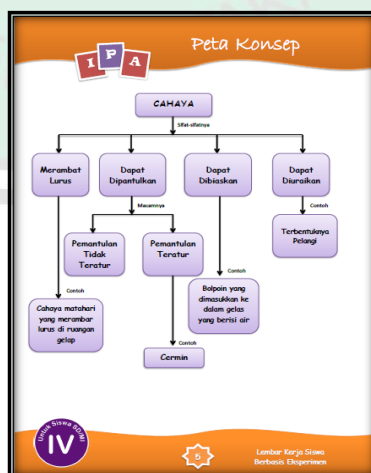 I P A
Peta Konsep
CAHAYA
Sifat-sifatnya
Merambat
Lurus
Dapat
Dipantulkan
Dapat
Dibiaskan
Dapat
Diuraikan
Macamnya
Contoh
Pemantulan
Tidak
Teratur
Pemantulan
Teratur
Terbentuknya
Pelangi
Contoh
Contoh
Cahaya matahari
yang merambar
lurus di ruangan
gelap
Bolpoin yang
dimasukkan ke
dalam gelas
yang berisi air
Contoh
Cermin
Untuk Siswa SD/MI
IV
5
Lembar Kerja Siswa
Berbasis Eksperimen